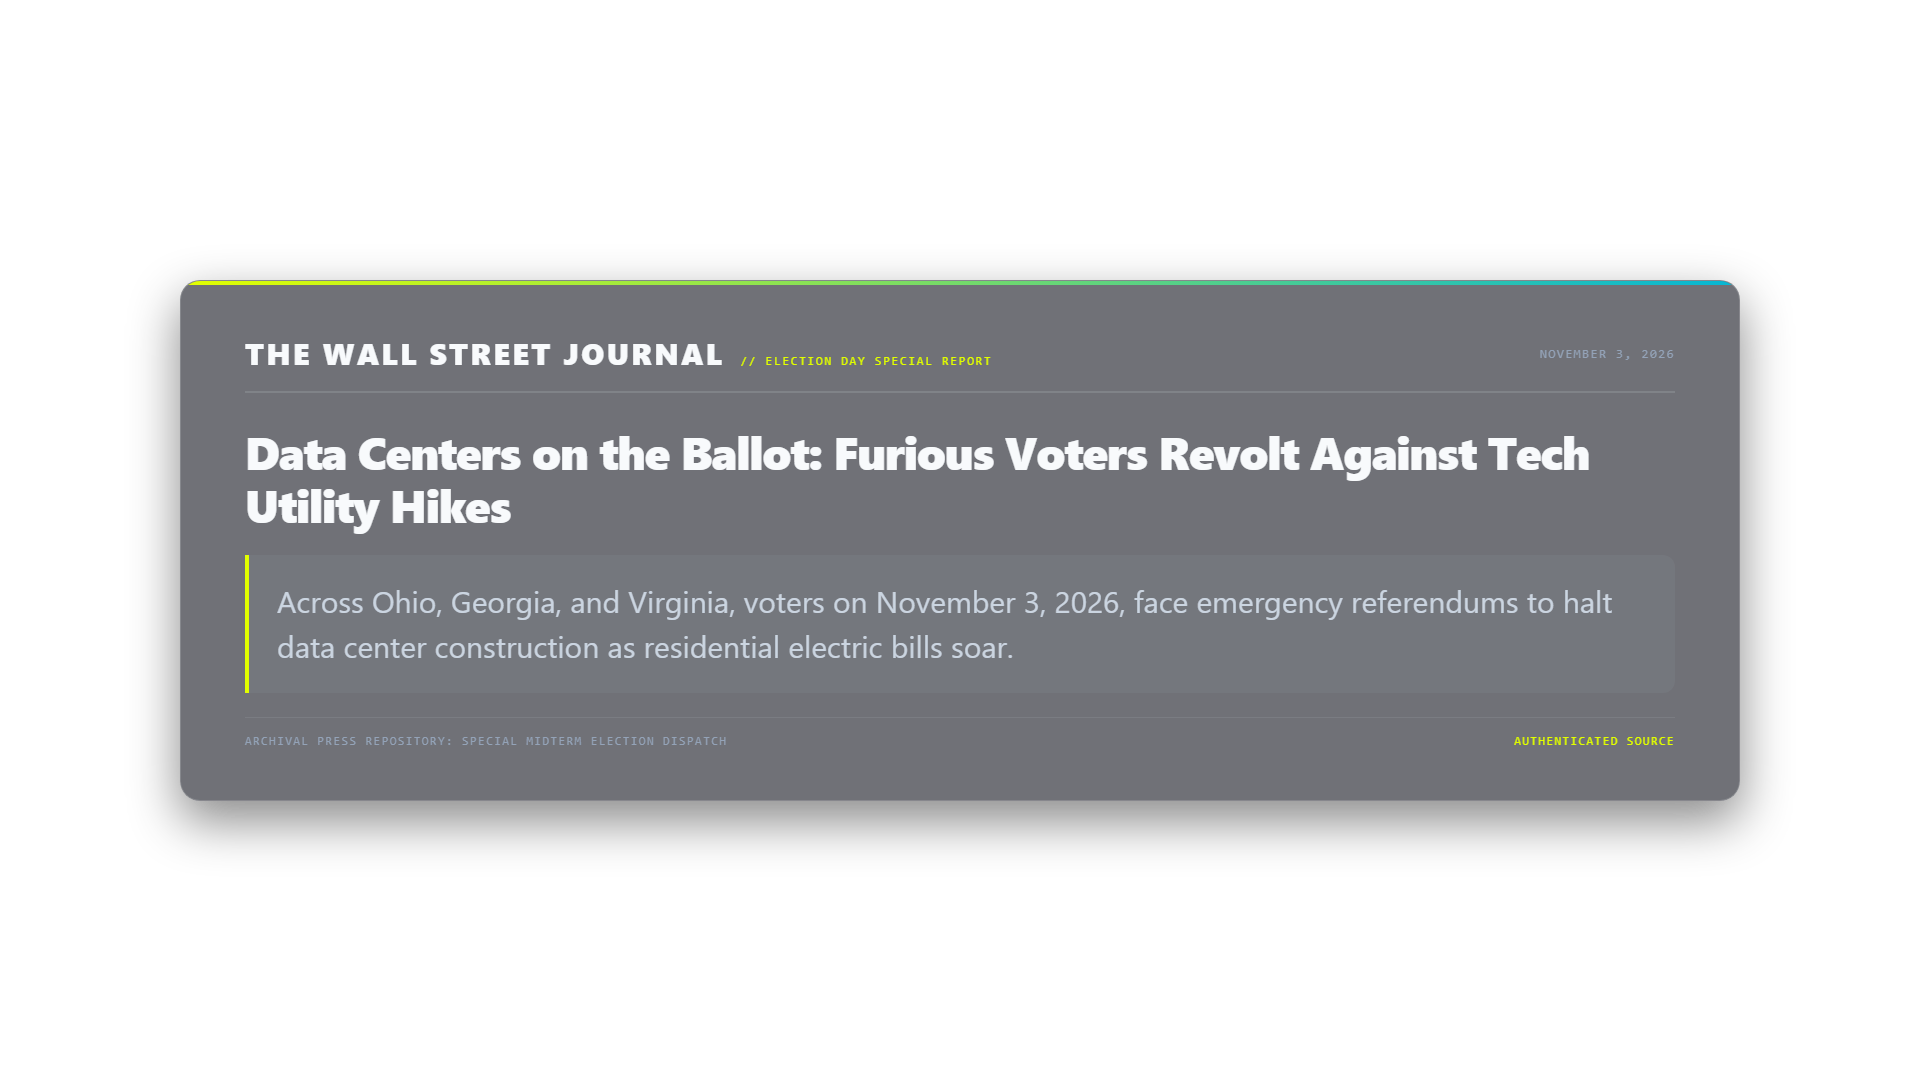 THE WALL STREET JOURNAL // ELECTION DAY SPECIAL REPORT
NOVEMBER 3, 2026
Data Centers on the Ballot: Furious Voters Revolt Against Tech
Utility Hikes
Across Ohio, Georgia, and Virginia, voters on November 3, 2026, face emergency referendums to halt
data center construction as residential electric bills soar.
ARCHIVAL PRESS REPOSITORY: SPECIAL MIDTERM ELECTION DISPATCH
AUTHENTICATED SOURCE